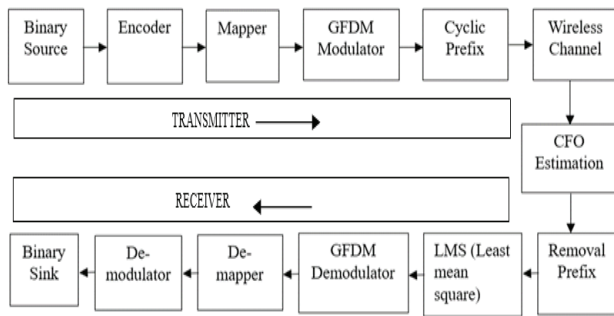 Binary
Source
Encoder
Mapper
GFDM
Modulator
Cyclic
Prefix
Wireless
Channel
TRANSMITTER
CFO
Estimation
RECEIVER
Binary
Sink
De-
modulator
De-
mapper
GFDM
Demodulator
LMS (Least
mean
square)
Removal
Prefix